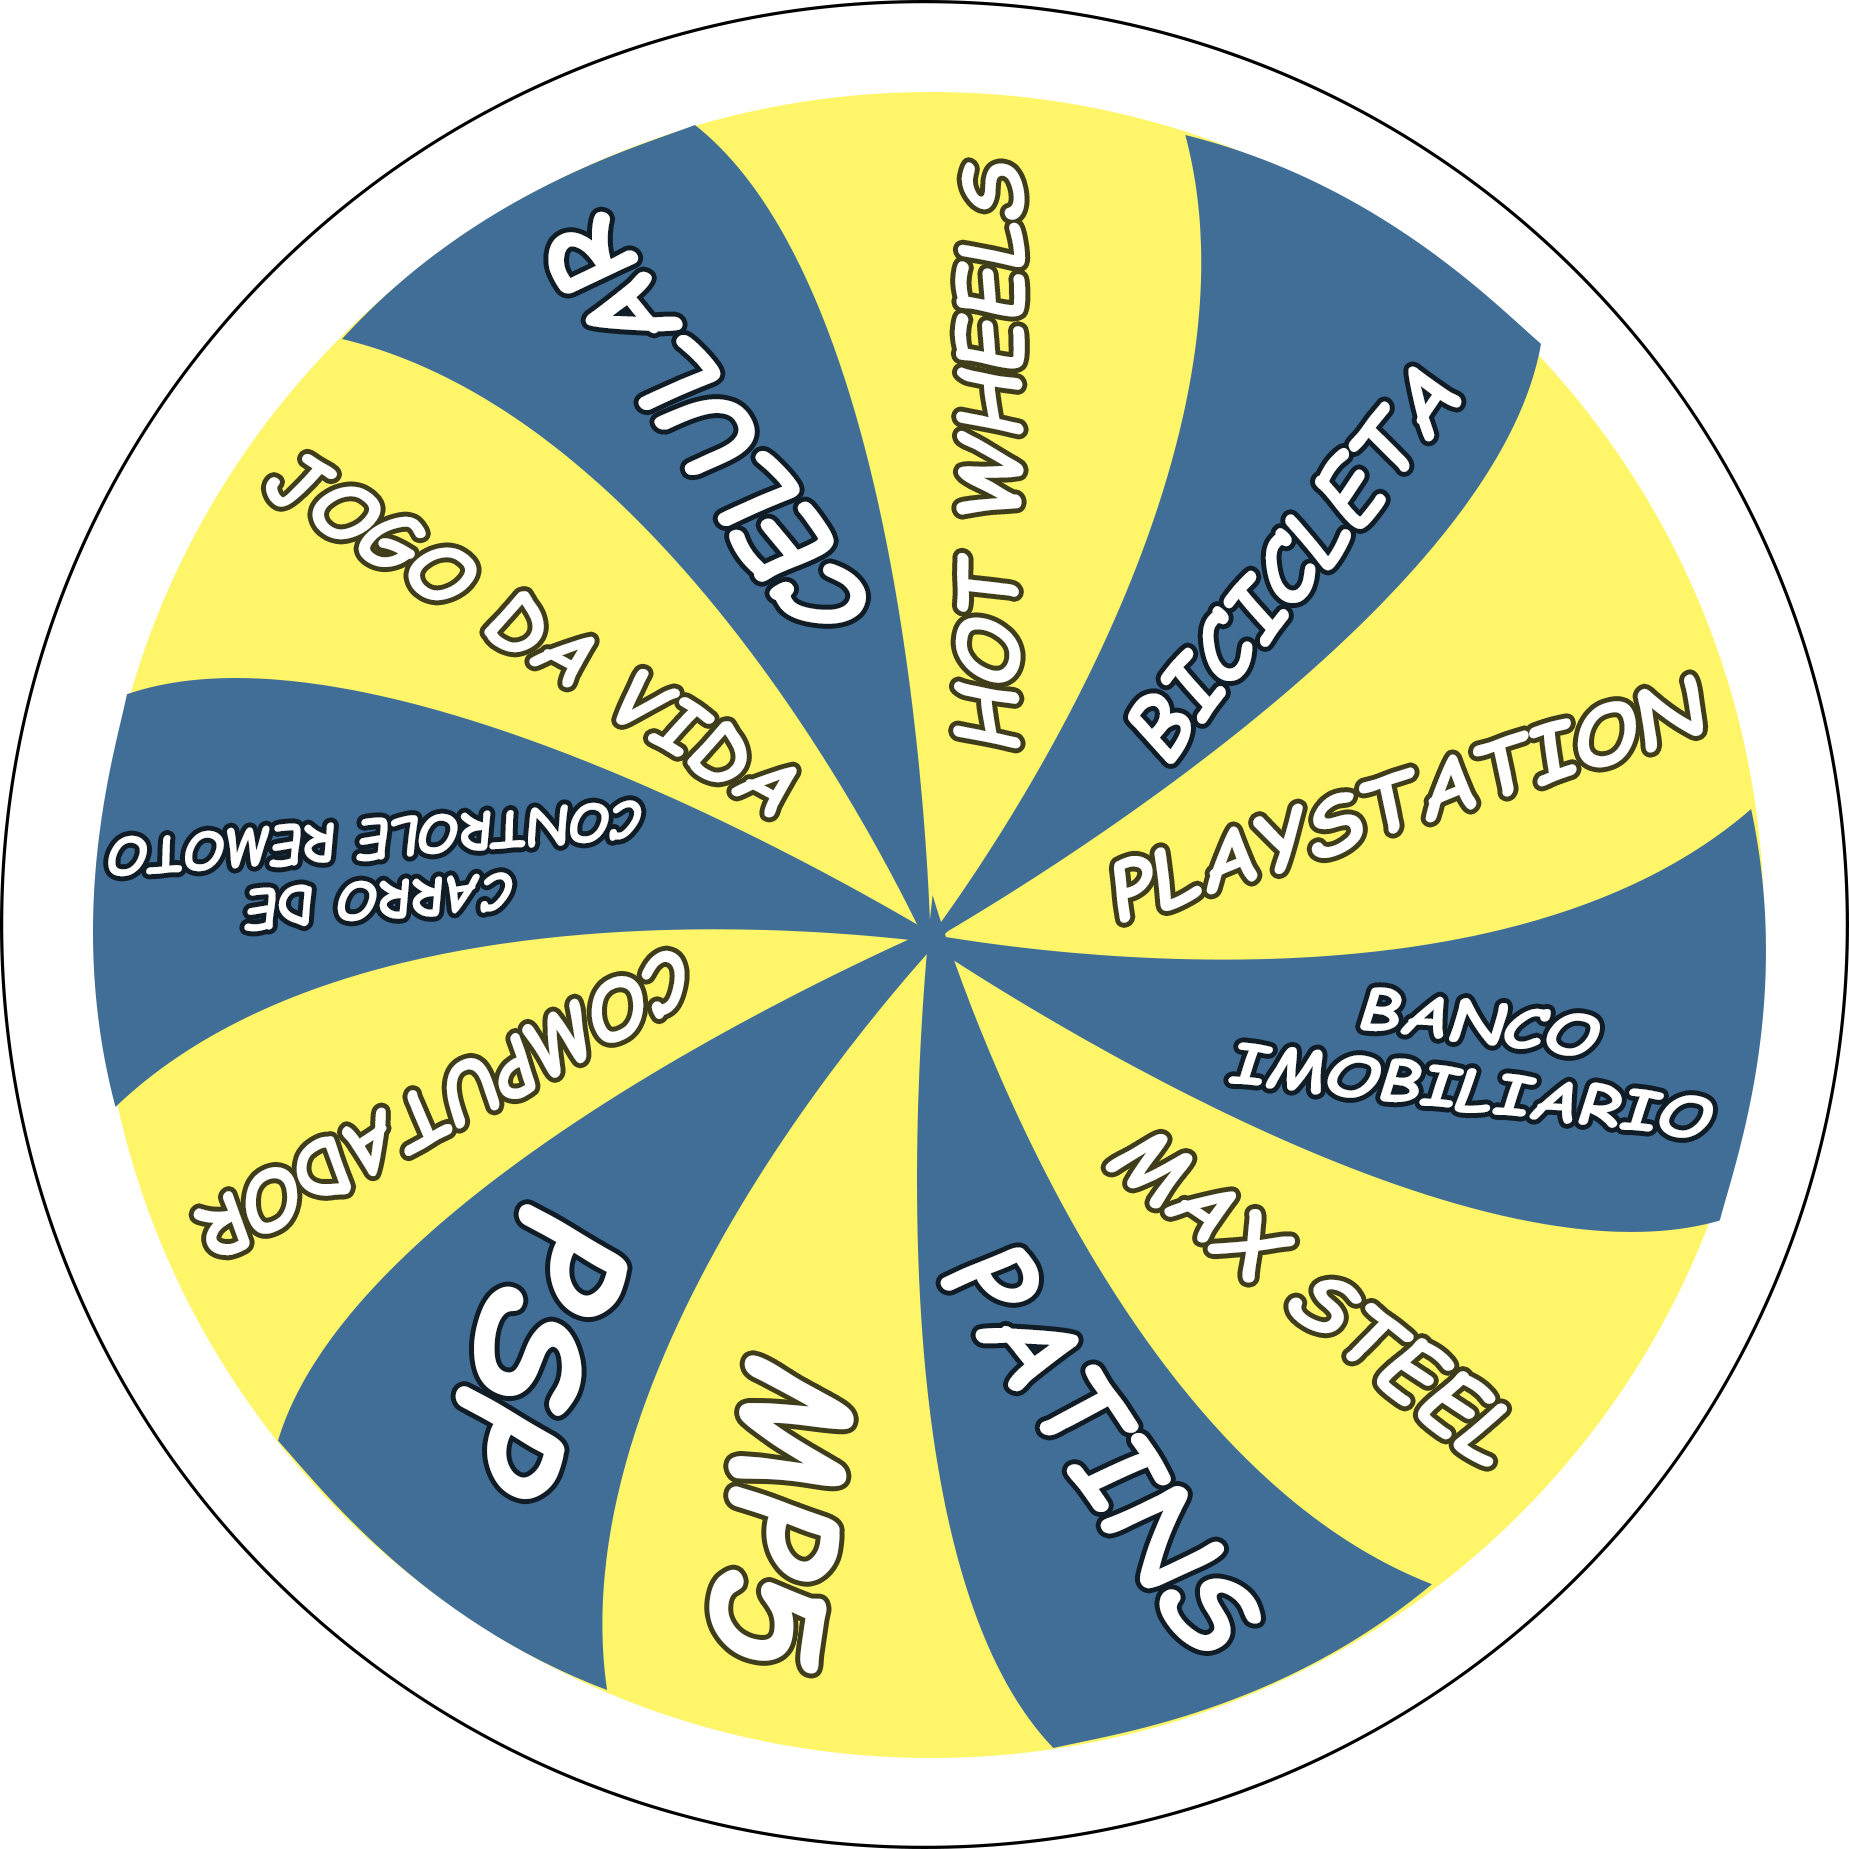 HOT WHEELS
BICICLETA
PLAYSTATION
BANCO
IMOBILIARIO
MAX STEEL
PATINS
MP5
PSP
COMPUTADOR
CARRO DE
CONTROLE REMOTO
JOGO DA VIDA
CELULAR